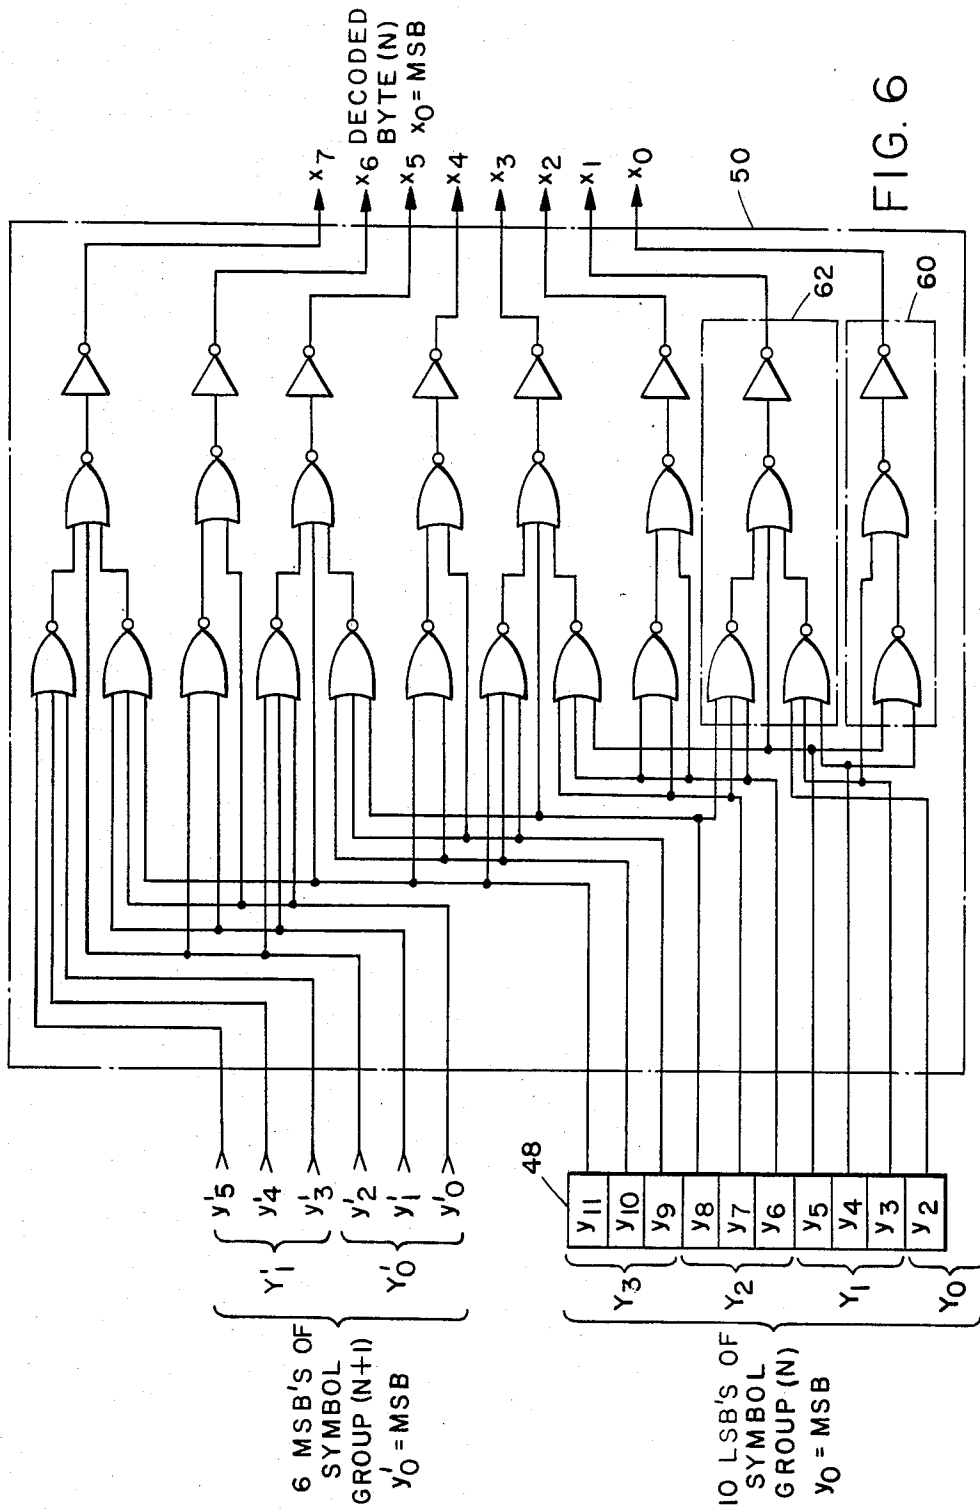 6 MSB'S OF
SYMBOL
GROUP (N+1)
y'0 = MSB
Y'1
Y'0
y'5
y'4
y'3
y'2
y'1
y'0
10 LSB'S OF
SYMBOL
GROUP (N)
y0 = MSB
Y3
Y2
Y1
Y0
48
y11
y10
y9
y8
y7
y6
y5
y4
y3
y2
x7
x6
x5
x4
x3
x2
x1
x0
DECODED
BYTE (N)
x0 = MSB
50
62
60
FIG. 6